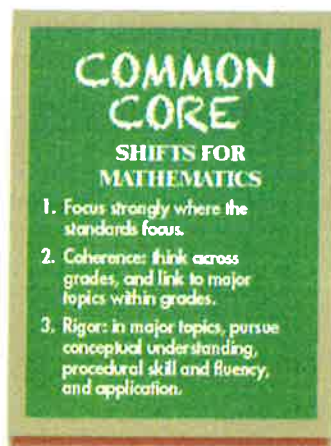 COMMON
CORE
SHIFTS FOR
MATHEMATICS
1. Focus strongly where the
standards focus.
2. Coherence: think across
grades, and link to major
topics within grades.
3. Rigor: in major topics, pursue
conceptual understanding,
procedural skill and fluency,
and application.